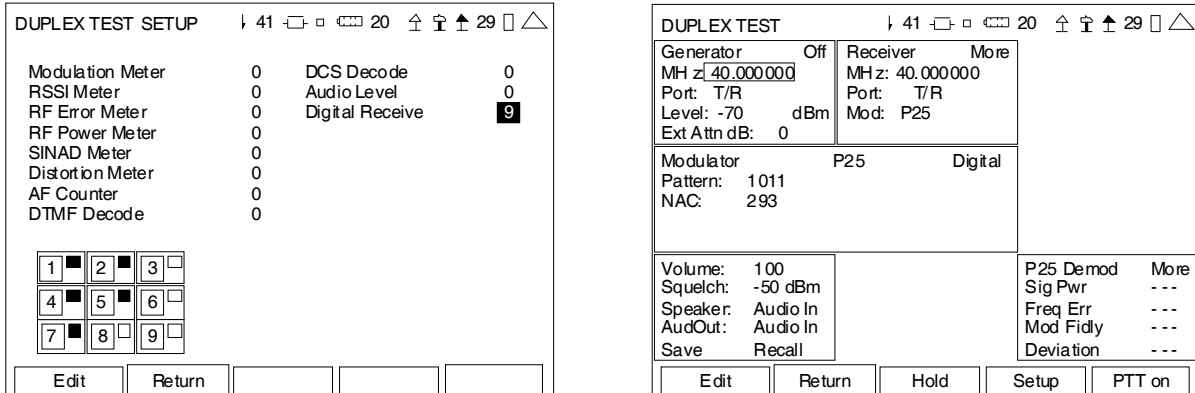 DUPLEX TEST SETUP 41 20 29
Modulation Meter 0 DCS Decode 0
RSSI Meter 0 Audio Level 0
RF Error Meter 0 Digital Receive 9
RF Power Meter 0
SINAD Meter 0
Distortion Meter 0
AF Counter 0
DTMF Decode 0
1 2 3
4 5 6
7 8 9
Edit Return
DUPLEX TEST 41 20 29
Generator Off
MHz 40.000000
Port: T/R
Level: -70 dBm
Ext Attn dB: 0
Receiver More
MHz: 40.000000
Port: T/R
Mod: P25
Modulator P25 Digital
Pattern: 1011
NAC: 293
Volume: 100
Squelch: -50 dBm
Speaker: Audio In
AudOut: Audio In
Save Recall
P25 Demod More
Sig Pwr - - -
Freq Err - - -
Mod Fidly - - -
Deviation - - -
Edit Return Hold Setup PTT on